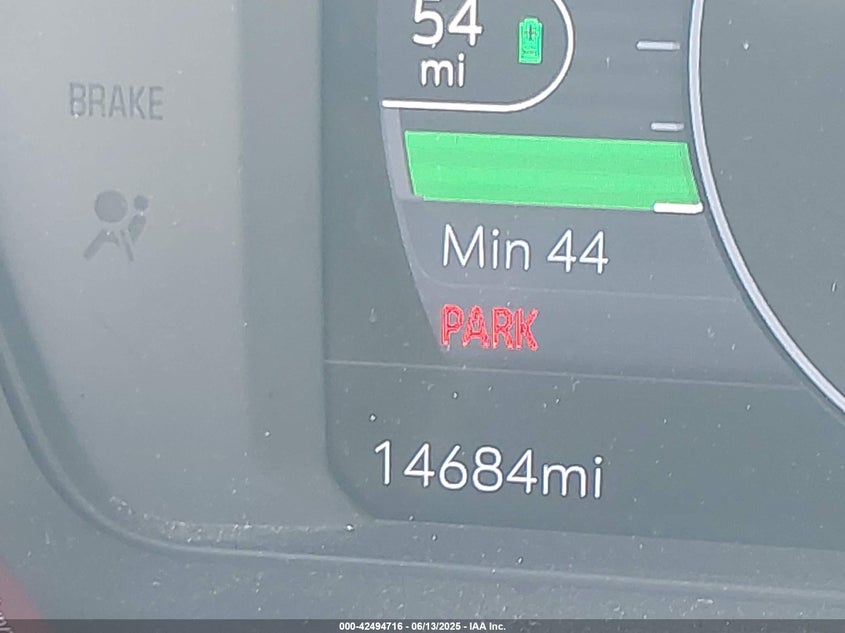 54
mi
BRAKE
Min 44
PARK
14684mi
000-42494716 - 06/13/2025 - IAA Inc.